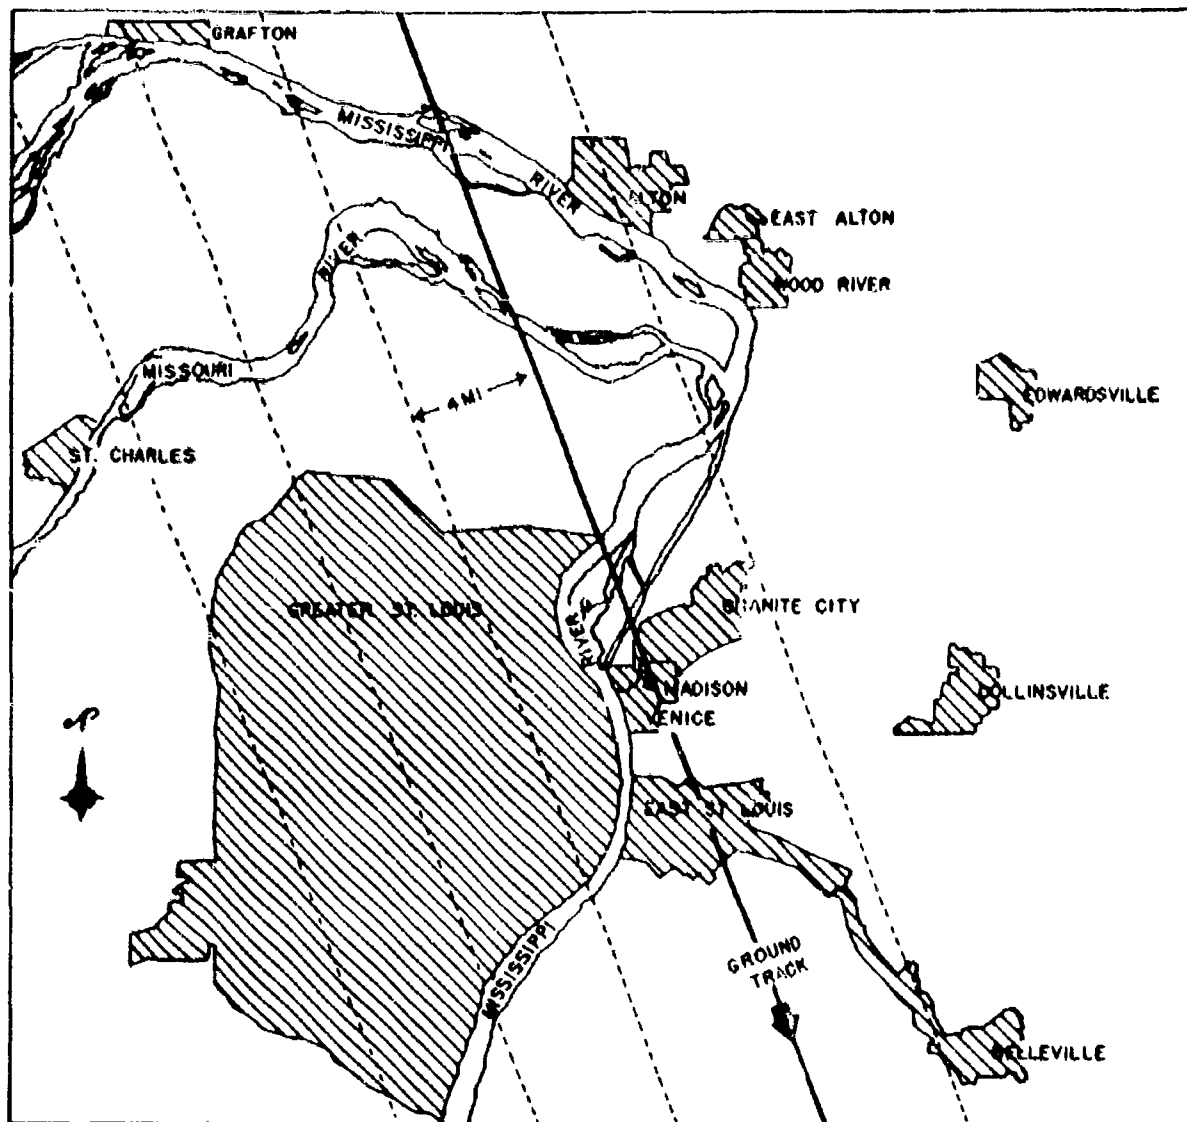 GRAFTON
MISSISSIPPI
RIVER
ALTON
EAST ALTON
WOOD RIVER
RIVER
MISSOURI
4 MI
EDWARDSVILLE
ST. CHARLES
GREATER ST. LOUIS
GRANITE CITY
RIVER
MADISON
VENICE
COLLINSVILLE
N
EAST ST LOUIS
MISSISSIPPI
GROUND
TRACK
BELLEVILLE